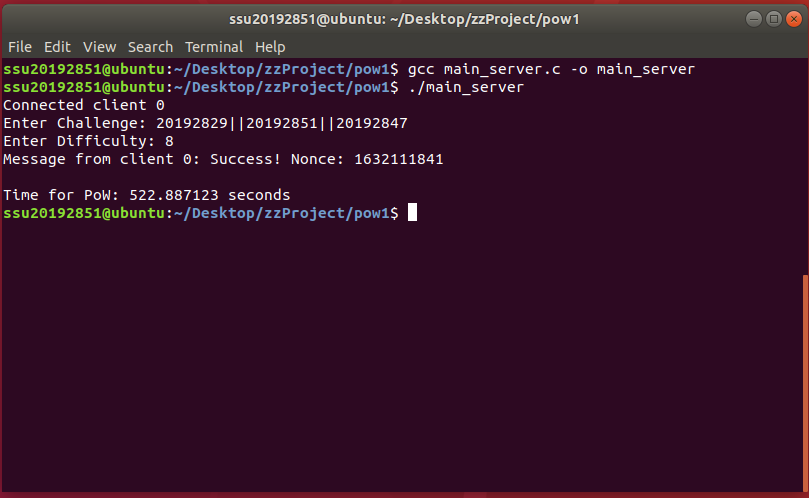 ssu20192851@ubuntu: ~/Desktop/zzProject/pow1
File Edit View Search Terminal Help
ssu20192851@ubuntu:~/Desktop/zzProject/pow1$ gcc main_server.c -o main_server
ssu20192851@ubuntu:~/Desktop/zzProject/pow1$ ./main_server
Connected client 0
Enter Challenge: 20192829||20192851||20192847
Enter Difficulty: 8
Message from client 0: Success! Nonce: 1632111841
Time for PoW: 522.887123 seconds
ssu20192851@ubuntu:~/Desktop/zzProject/pow1$